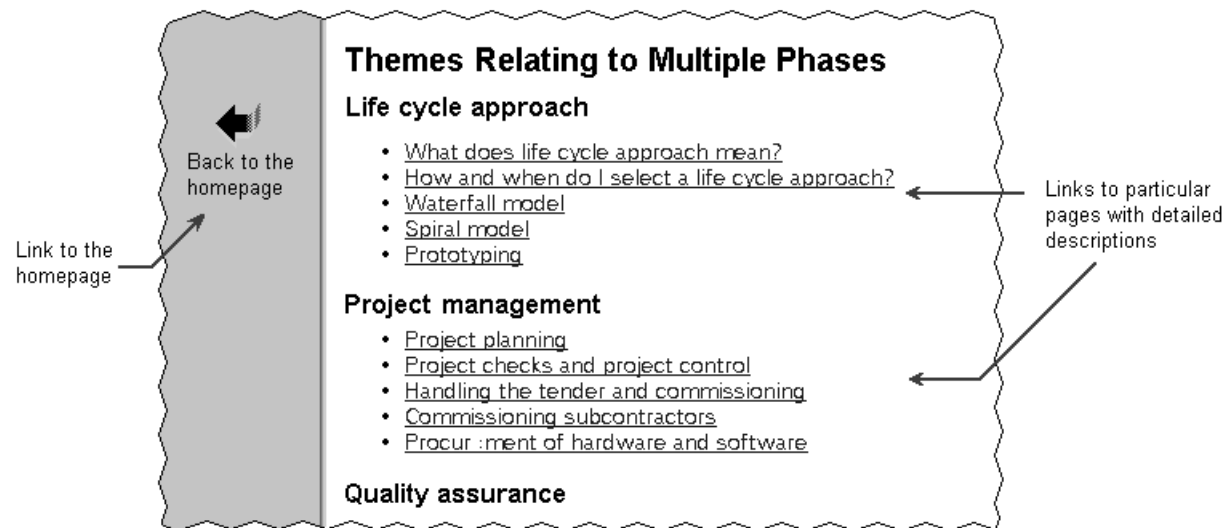 Themes Relating to Multiple Phases
Life cycle approach
Back to the
homepage
• What does life cycle approach mean?
• How and when do I select a life cycle approach?
• Waterfall model
• Spiral model
• Prototyping
Link to the
homepage
Links to particular
pages with detailed
descriptions
Project management
• Project planning
• Project checks and project control
• Handling the tender and commissioning
• Commissioning subcontractors
• Procur :ment of hardware and software
Quality assurance